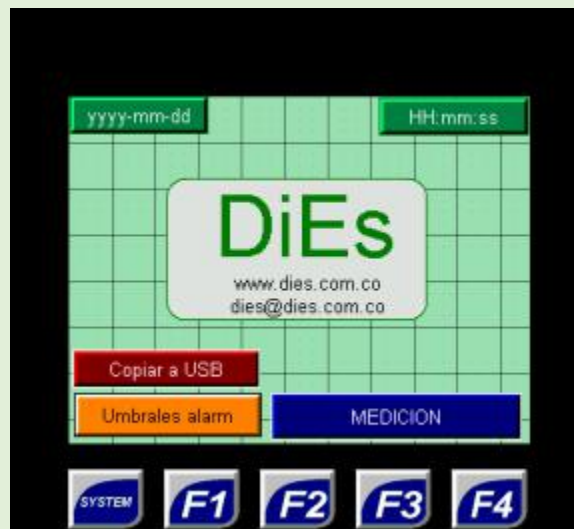 yyyy-mm-dd HH:mm:ss
DiEs
www.dies.com.co
dies@dies.com.co
Copiar a USB
Umbrales alarm MEDICION
SYSTEM F1 F2 F3 F4